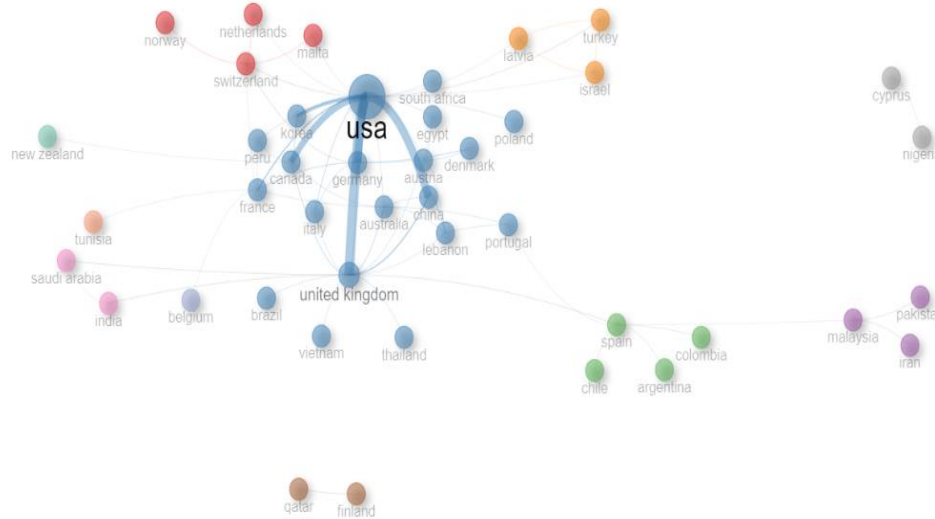 netherlands
norway
malta
turkey
latvia
switzerland
israel
south africa
cyprus
korea
usa
egypt
poland
nigeri
new zealand
peru
denmark
canada
germany
austria
france
italy
australia
china
tunisia
lebanon
portugal
saudi arabia
united kingdom
india
belgium
brazil
pakista
malaysia
spain
vietnam
thailand
colombia
iran
chile
argentina
qatar
finland